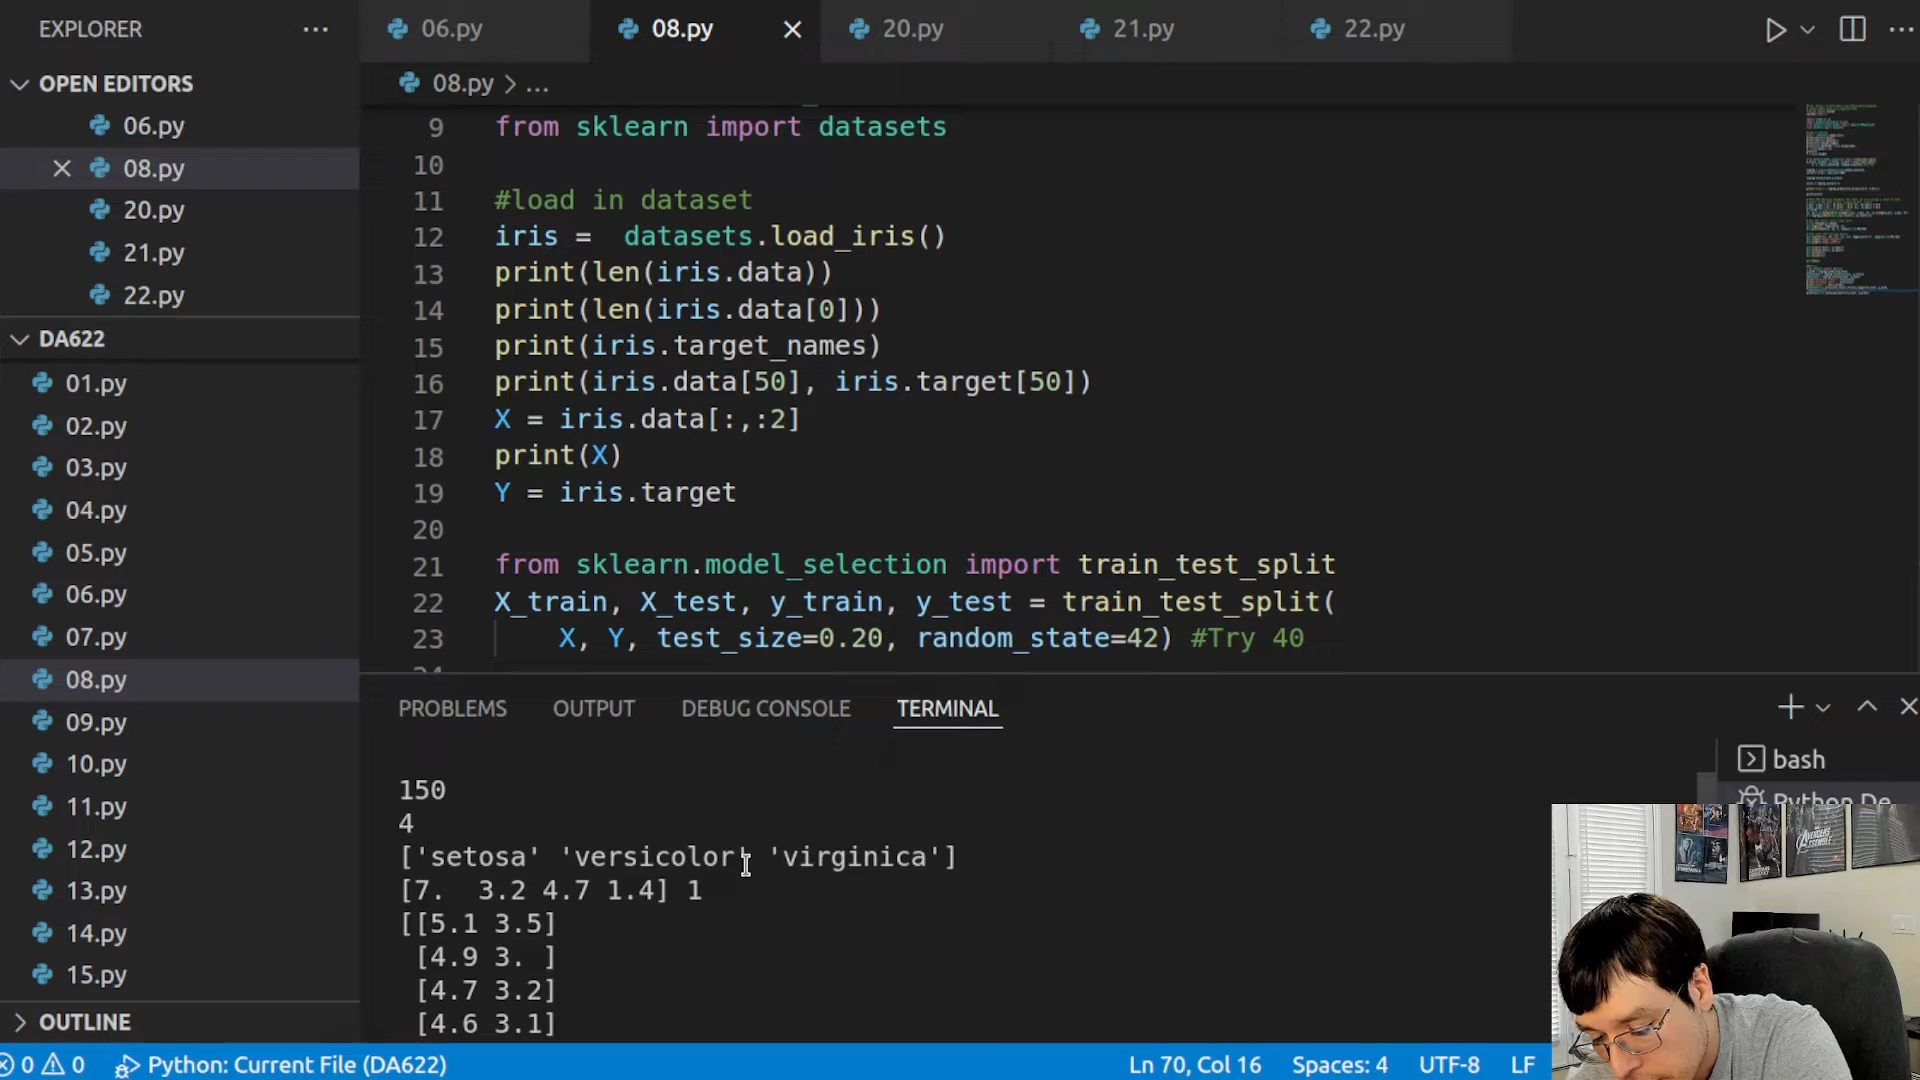 EXPLORER
06.py
08.py
20.py
21.py
22.py
OPEN EDITORS
06.py
08.py
20.py
21.py
22.py
DA622
01.py
02.py
03.py
04.py
05.py
06.py
07.py
08.py
09.py
10.py
11.py
12.py
13.py
14.py
15.py
OUTLINE
08.py > ...
9 from sklearn import datasets
10
11 #load in dataset
12 iris =  datasets.load_iris()
13 print(len(iris.data))
14 print(len(iris.data[0]))
15 print(iris.target_names)
16 print(iris.data[50], iris.target[50])
17 X = iris.data[:,:2]
18 print(X)
19 Y = iris.target
20
21 from sklearn.model_selection import train_test_split
22 X_train, X_test, y_train, y_test = train_test_split(
23     X, Y, test_size=0.20, random_state=42) #Try 40
PROBLEMS OUTPUT DEBUG CONSOLE TERMINAL
150
4
['setosa' 'versicolor' 'virginica']
[7.  3.2 4.7 1.4] 1
[[5.1 3.5]
[4.9 3. ]
[4.7 3.2]
[4.6 3.1]
bash
Python De
0 0 Python: Current File (DA622)
Ln 70, Col 16 Spaces: 4 UTF-8 LF